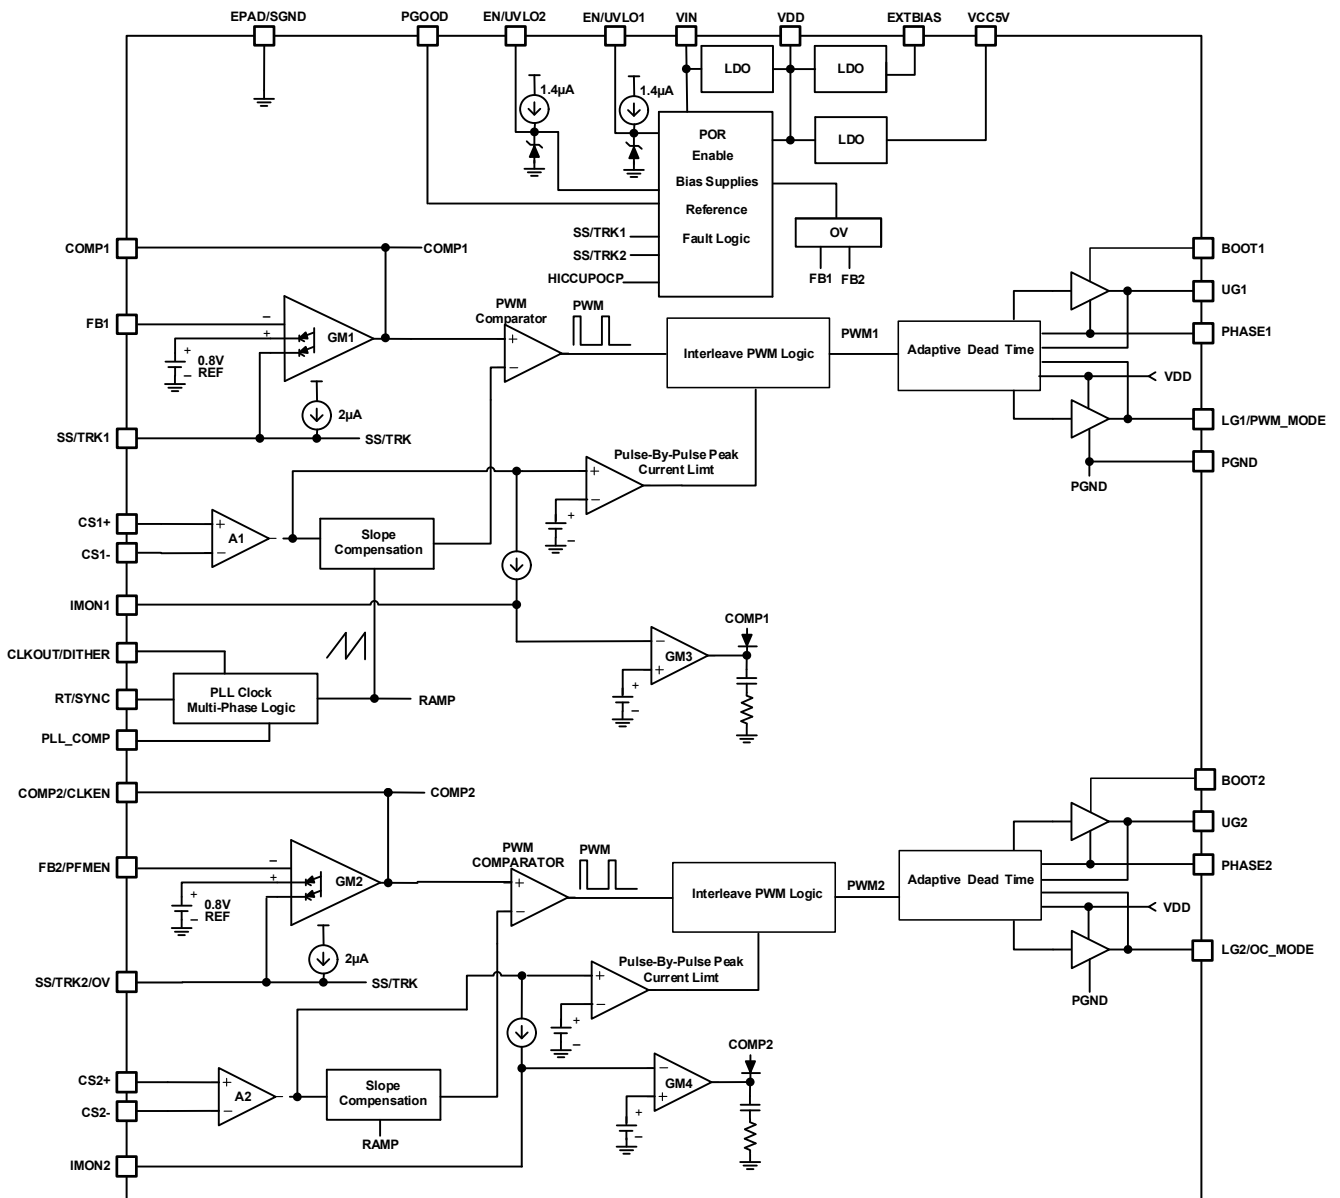 EPAD/SGND
PGOOD
EN/UVLO2
EN/UVLO1
VIN
VDD
EXTBIAS
VCC5V
LDO
LDO
1.4µA
1.4µA
POR
LDO
Enable
Bias Supplies
Reference
SS/TRK1
Fault Logic
OV
SS/TRK2
HICCUPOCP
FB1
FB2
COMP1
COMP1
BOOT1
UG1
PHASE1
FB1
−
+
GM1
+
0.8V
−
REF
PWM
Comparator
+
−
PWM
Interleave PWM Logic
PWM1
Adaptive Dead Time
VDD
2µA
SS/TRK1
SS/TRK
LG1/PWM_MODE
PGND
PGND
Pulse-By-Pulse Peak
Current Limt
+
−
+
−
CS1+
+
A1
−
CS1-
−
Slope
Compensation
IMON1
COMP1
−
GM3
+
+
−
CLKOUT/DITHER
RT/SYNC
PLL Clock
Multi-Phase Logic
RAMP
PLL_COMP
COMP2/CLKEN
COMP2
BOOT2
UG2
PHASE2
FB2/PFMEN
−
+
GM2
+
0.8V
−
REF
PWM
COMPARATOR
+
−
PWM
Interleave PWM Logic
PWM2
Adaptive Dead Time
VDD
2µA
SS/TRK2/OV
SS/TRK
LG2/OC_MODE
PGND
Pulse-By-Pulse Peak
Current Limt
+
−
+
−
CS2+
+
A2
−
CS2-
−
Slope
Compensation
RAMP
COMP2
−
GM4
+
+
−
IMON2